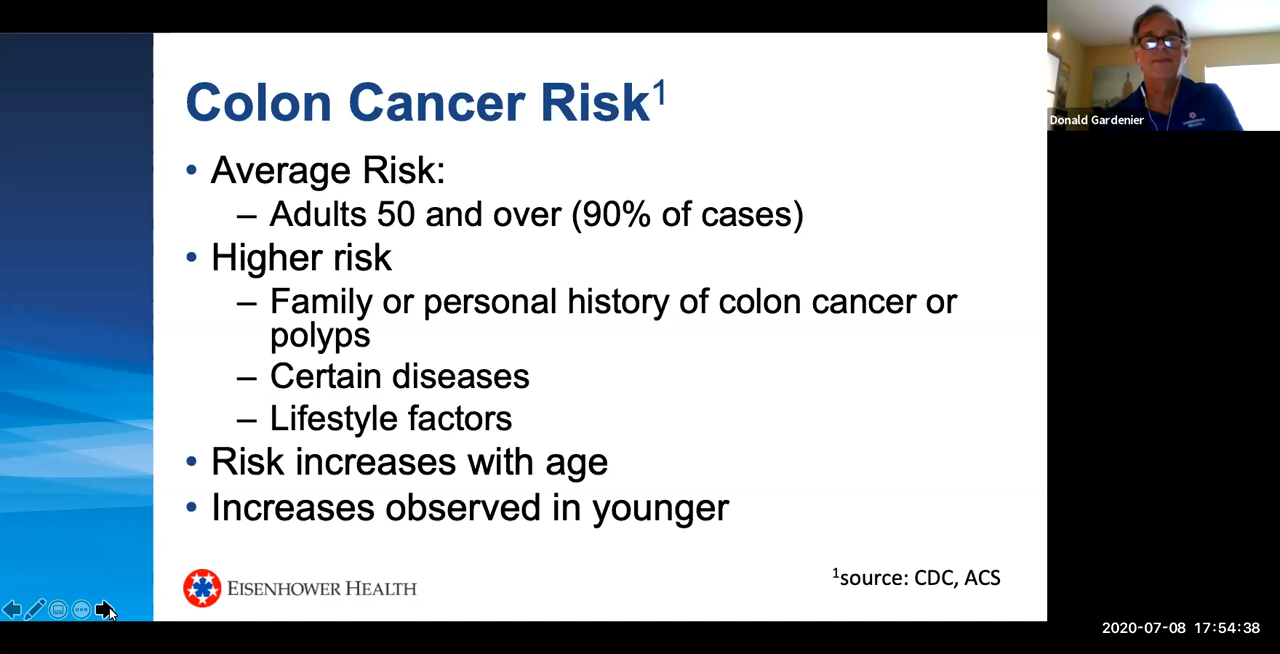 Colon Cancer Risk¹
• Average Risk:
– Adults 50 and over (90% of cases)
• Higher risk
– Family or personal history of colon cancer or
polyps
– Certain diseases
– Lifestyle factors
• Risk increases with age
• Increases observed in younger
EISENHOWER HEALTH
¹source: CDC, ACS
Donald Gardenier
EISENHOWER
HEALTH
2020-07-08 17:54:38